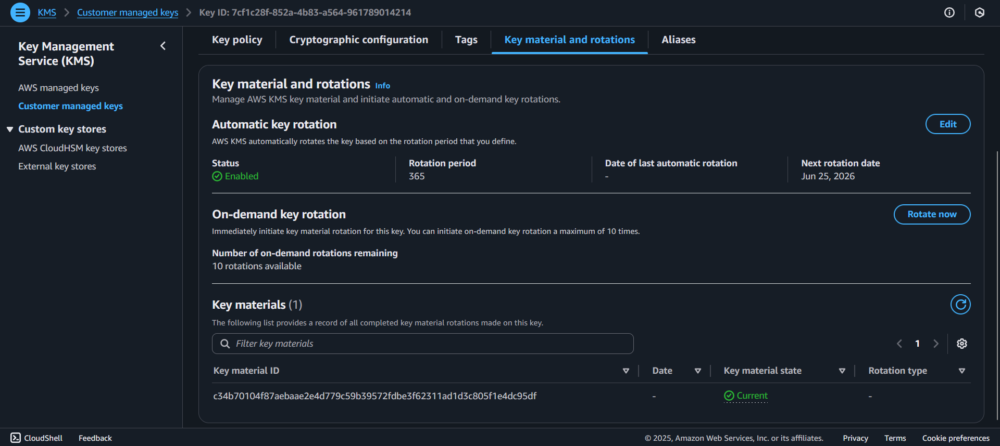 KMS
Customer managed keys
Key ID: 7cf1c28f-852a-4b83-a564-961789014214
Key Management
Service (KMS)
AWS managed keys
Customer managed keys
Custom key stores
AWS CloudHSM key stores
External key stores
Key policy
Cryptographic configuration
Tags
Key material and rotations
Aliases
Key material and rotations Info
Manage AWS KMS key material and initiate automatic and on-demand key rotations.
Automatic key rotation
Edit
AWS KMS automatically rotates the key based on the rotation period that you define.
Status
Enabled
Rotation period
365
Date of last automatic rotation
-
Next rotation date
Jun 25, 2026
On-demand key rotation
Rotate now
Immediately initiate key material rotation for this key. You can initiate on-demand key rotation a maximum of 10 times.
Number of on-demand rotations remaining
10 rotations available
Key materials (1)
The following list provides a record of all completed key material rotations made on this key.
Filter key materials
1
Key material ID
Date
Key material state
Rotation type
c34b70104f87aebaae2e4d779c59b39572fdbe3f62311ad1d3c805f1e4dc95df
-
Current
-
CloudShell
Feedback
© 2025, Amazon Web Services, Inc. or its affiliates.
Privacy
Terms
Cookie preferences